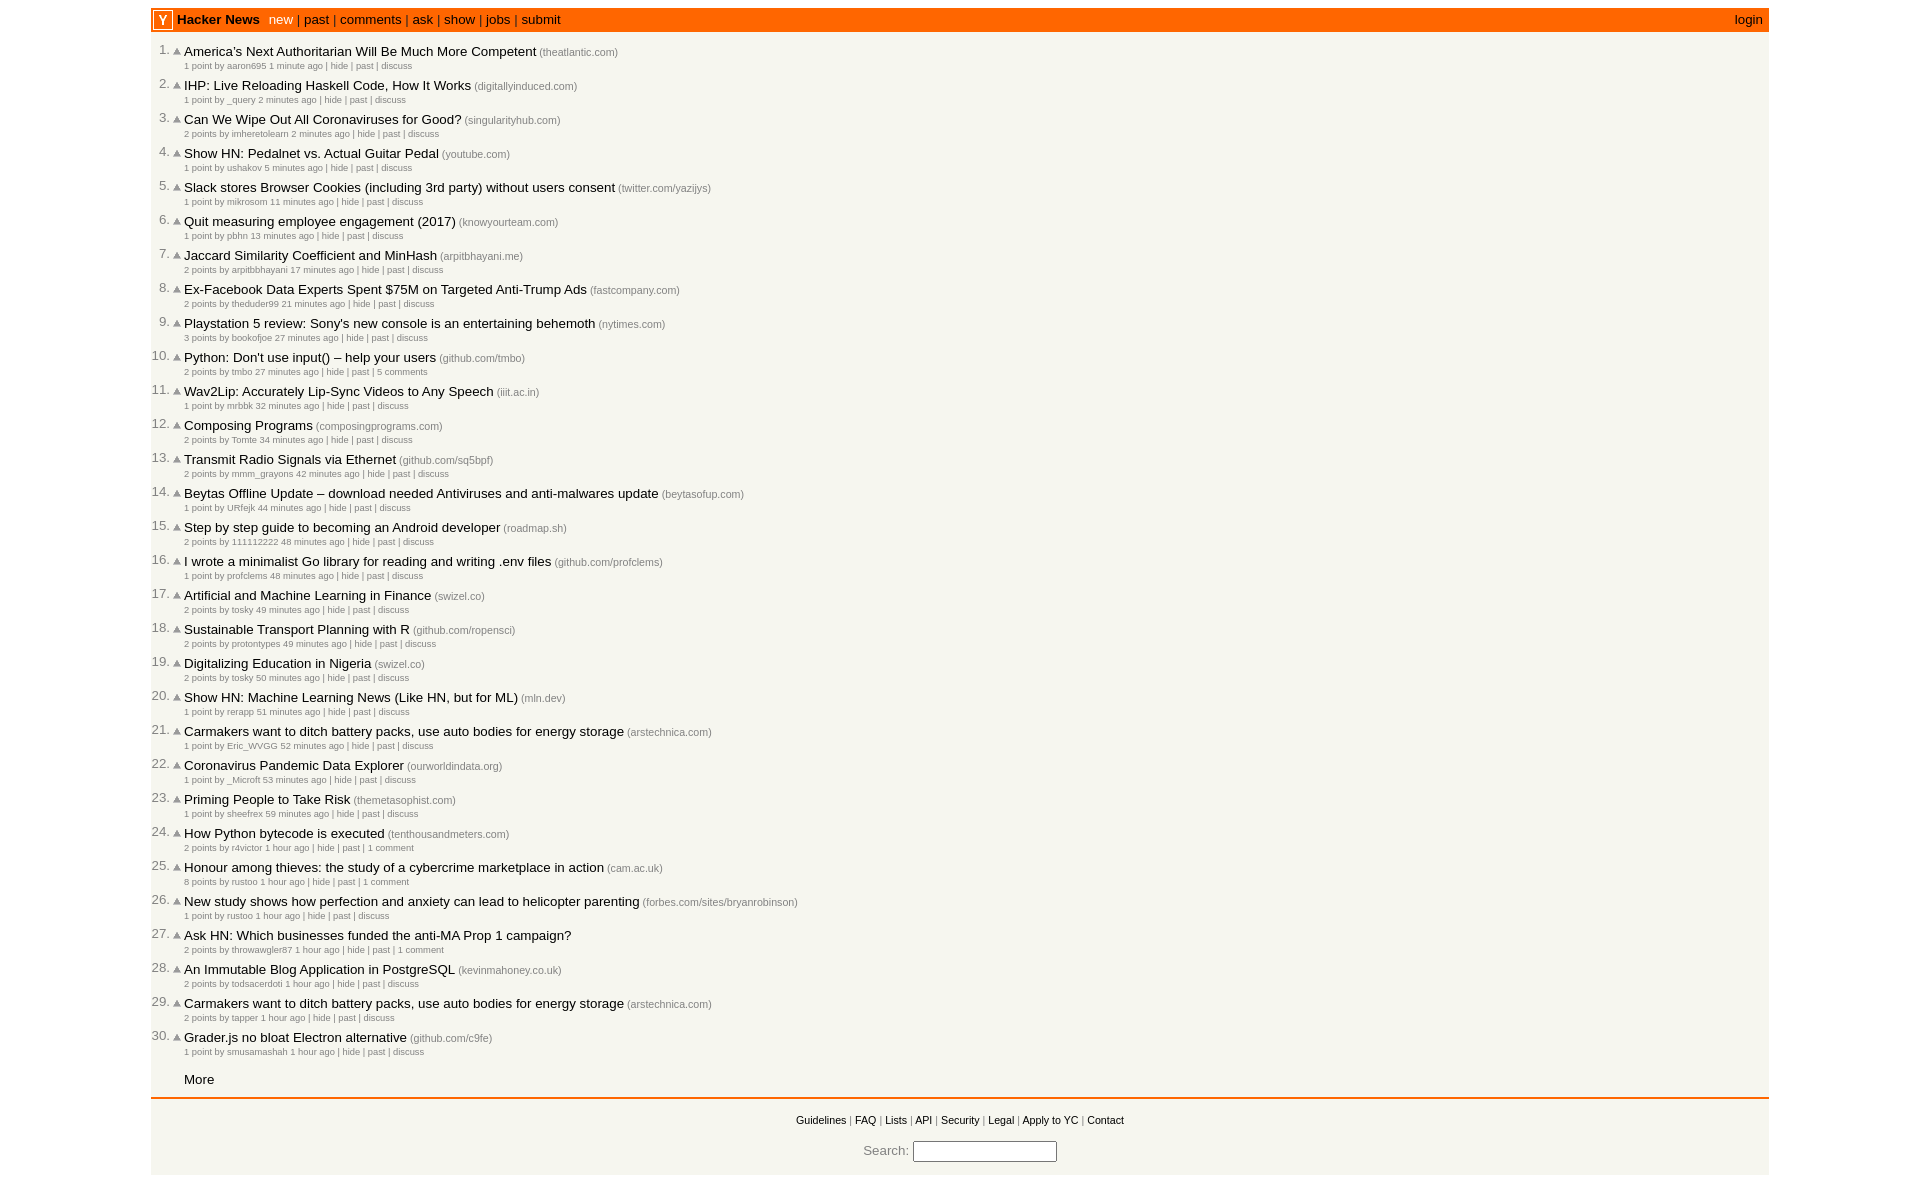 Y Hacker News new | past | comments | ask | show | jobs | submit login
1. America's Next Authoritarian Will Be Much More Competent (theatlantic.com)
1 point by aaron695 1 minute ago | hide | past | discuss
2. IHP: Live Reloading Haskell Code, How It Works (digitallyinduced.com)
1 point by _query 2 minutes ago | hide | past | discuss
3. Can We Wipe Out All Coronaviruses for Good? (singularityhub.com)
2 points by imheretolearn 2 minutes ago | hide | past | discuss
4. Show HN: Pedalnet vs. Actual Guitar Pedal (youtube.com)
1 point by ushakov 5 minutes ago | hide | past | discuss
5. Slack stores Browser Cookies (including 3rd party) without users consent (twitter.com/yazijys)
1 point by mikrosom 11 minutes ago | hide | past | discuss
6. Quit measuring employee engagement (2017) (knowyourteam.com)
1 point by pbhn 13 minutes ago | hide | past | discuss
7. Jaccard Similarity Coefficient and MinHash (arpitbhayani.me)
2 points by arpitbbhayani 17 minutes ago | hide | past | discuss
8. Ex-Facebook Data Experts Spent $75M on Targeted Anti-Trump Ads (fastcompany.com)
2 points by theduder99 21 minutes ago | hide | past | discuss
9. Playstation 5 review: Sony's new console is an entertaining behemoth (nytimes.com)
3 points by bookofjoe 27 minutes ago | hide | past | discuss
10. Python: Don't use input() – help your users (github.com/tmbo)
2 points by tmbo 27 minutes ago | hide | past | 5 comments
11. Wav2Lip: Accurately Lip-Sync Videos to Any Speech (iiit.ac.in)
1 point by mrbbk 32 minutes ago | hide | past | discuss
12. Composing Programs (composingprograms.com)
2 points by Tomte 34 minutes ago | hide | past | discuss
13. Transmit Radio Signals via Ethernet (github.com/sq5bpf)
2 points by mmm_grayons 42 minutes ago | hide | past | discuss
14. Beytas Offline Update – download needed Antiviruses and anti-malwares update (beytasofup.com)
1 point by URfejk 44 minutes ago | hide | past | discuss
15. Step by step guide to becoming an Android developer (roadmap.sh)
2 points by 111112222 48 minutes ago | hide | past | discuss
16. I wrote a minimalist Go library for reading and writing .env files (github.com/profclems)
1 point by profclems 48 minutes ago | hide | past | discuss
17. Artificial and Machine Learning in Finance (swizel.co)
2 points by tosky 49 minutes ago | hide | past | discuss
18. Sustainable Transport Planning with R (github.com/ropensci)
2 points by protontypes 49 minutes ago | hide | past | discuss
19. Digitalizing Education in Nigeria (swizel.co)
2 points by tosky 50 minutes ago | hide | past | discuss
20. Show HN: Machine Learning News (Like HN, but for ML) (mln.dev)
1 point by rerapp 51 minutes ago | hide | past | discuss
21. Carmakers want to ditch battery packs, use auto bodies for energy storage (arstechnica.com)
1 point by Eric_WVGG 52 minutes ago | hide | past | discuss
22. Coronavirus Pandemic Data Explorer (ourworldindata.org)
1 point by _Microft 53 minutes ago | hide | past | discuss
23. Priming People to Take Risk (themetasophist.com)
1 point by sheefrex 59 minutes ago | hide | past | discuss
24. How Python bytecode is executed (tenthousandmeters.com)
2 points by r4victor 1 hour ago | hide | past | 1 comment
25. Honour among thieves: the study of a cybercrime marketplace in action (cam.ac.uk)
8 points by rustoo 1 hour ago | hide | past | 1 comment
26. New study shows how perfection and anxiety can lead to helicopter parenting (forbes.com/sites/bryanrobinson)
1 point by rustoo 1 hour ago | hide | past | discuss
27. Ask HN: Which businesses funded the anti-MA Prop 1 campaign?
2 points by throwawgler87 1 hour ago | hide | past | 1 comment
28. An Immutable Blog Application in PostgreSQL (kevinmahoney.co.uk)
2 points by todsacerdoti 1 hour ago | hide | past | discuss
29. Carmakers want to ditch battery packs, use auto bodies for energy storage (arstechnica.com)
2 points by tapper 1 hour ago | hide | past | discuss
30. Grader.js no bloat Electron alternative (github.com/c9fe)
1 point by smusamashah 1 hour ago | hide | past | discuss
More
Guidelines | FAQ | Lists | API | Security | Legal | Apply to YC | Contact
Search: